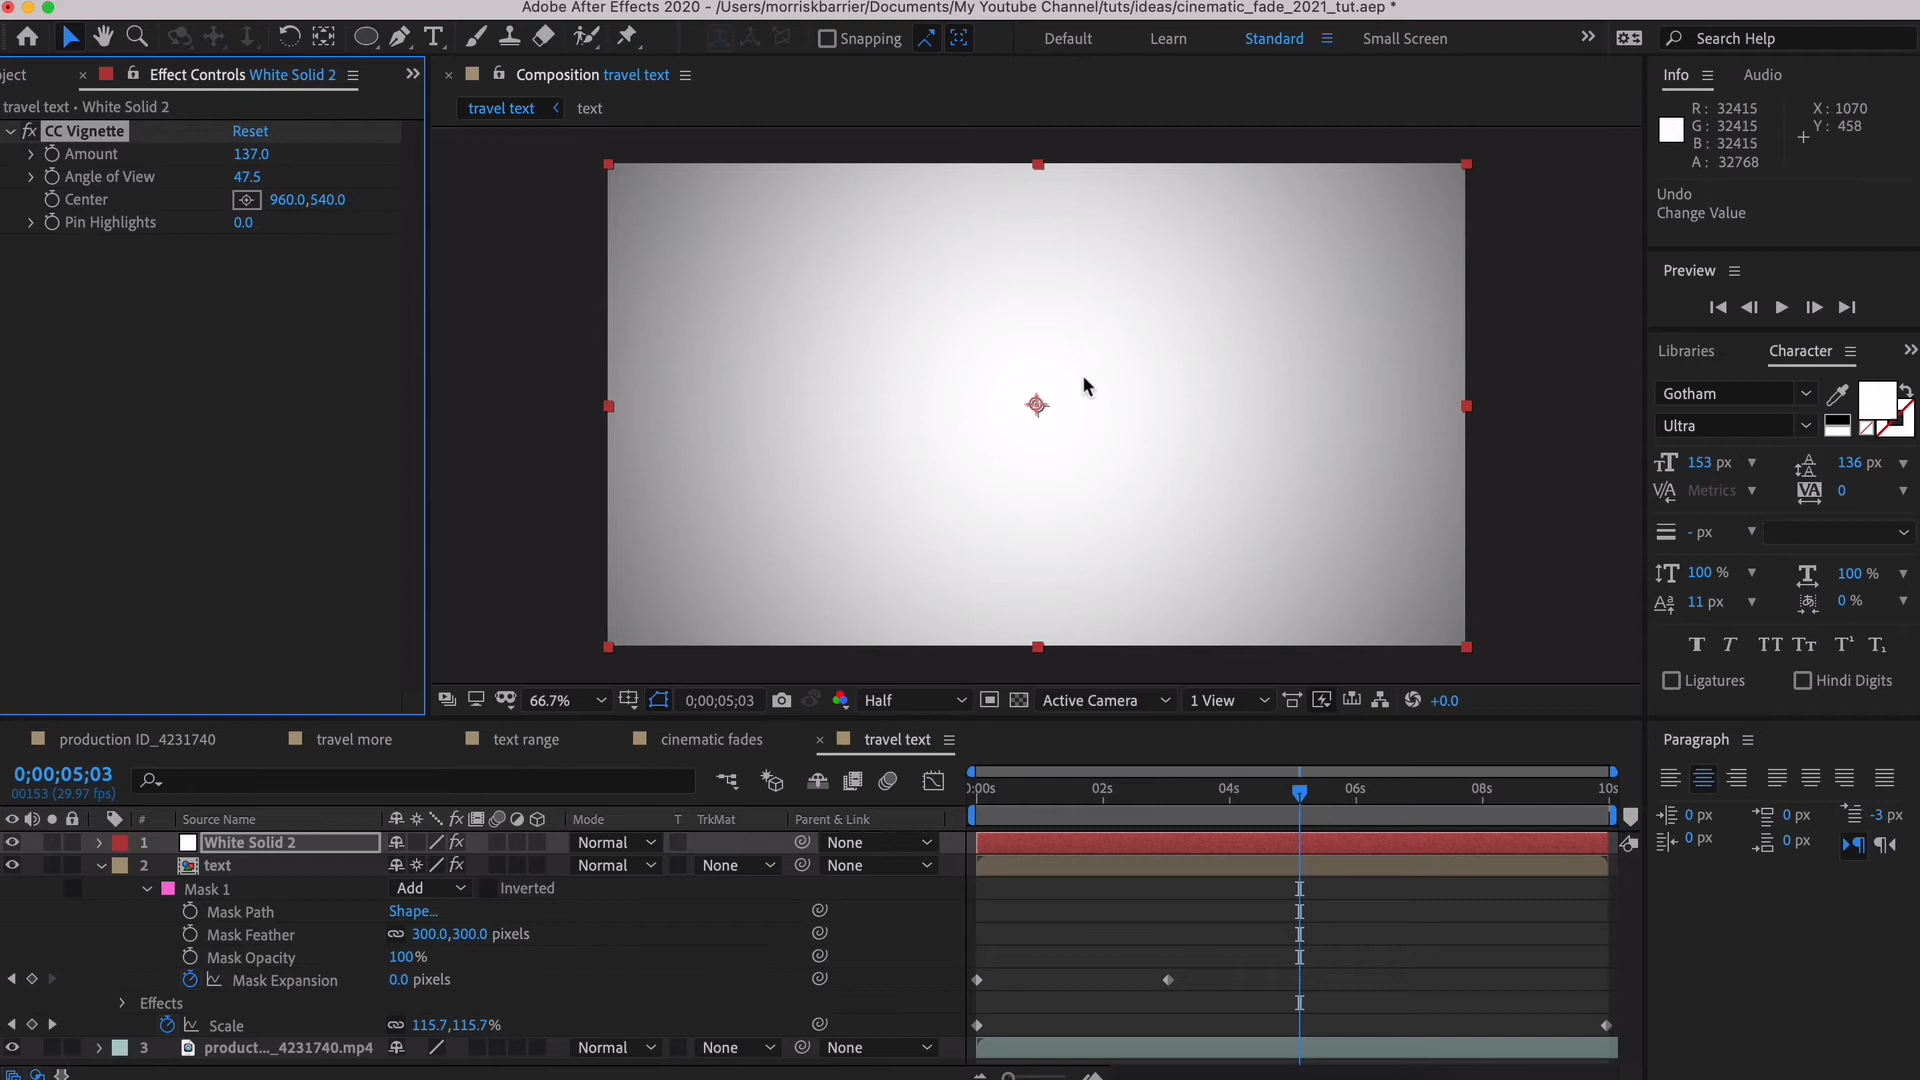 Adobe After Effects 2020 - /Users/morriskbarrier/Documents/My Youtube Channel/tuts/ideas/cinematic_fade_2021_tut.aep *
Snapping
Default
Learn
Standard
Small Screen
Search Help
ject
Effect Controls White Solid 2
travel text • White Solid 2
fx CC Vignette Reset
Amount 137.0
Angle of View 47.5
Center 960.0,540.0
Pin Highlights 0.0
Composition travel text
travel text
text
66.7%
0;00;05;03
Half
Active Camera
1 View
+0.0
Info
Audio
R: 32415
G: 32415
B: 32415
A: 32768
X: 1070
Y: 458
Undo
Change Value
Preview
Libraries
Character
Gotham
Ultra
153 px
136 px
Metrics
0
- px
100 %
100 %
11 px
0 %
T T TT Tт T¹ T₁
Ligatures
Hindi Digits
Paragraph
0 px
0 px
-3 px
0 px
0 px
production ID_4231740
travel more
text range
cinematic fades
travel text
0;00;05;03
00153 (29.97 fps)
0:00s
02s
04s
06s
08s
10s
# Source Name
Mode
T TrkMat
Parent & Link
1 White Solid 2 fx Normal None
2 text fx Normal None None
Mask 1 Add Inverted
Mask Path Shape...
Mask Feather 300.0,300.0 pixels
Mask Opacity 100%
Mask Expansion 0.0 pixels
Effects
Scale 115.7,115.7%
3 product..._4231740.mp4 Normal None None